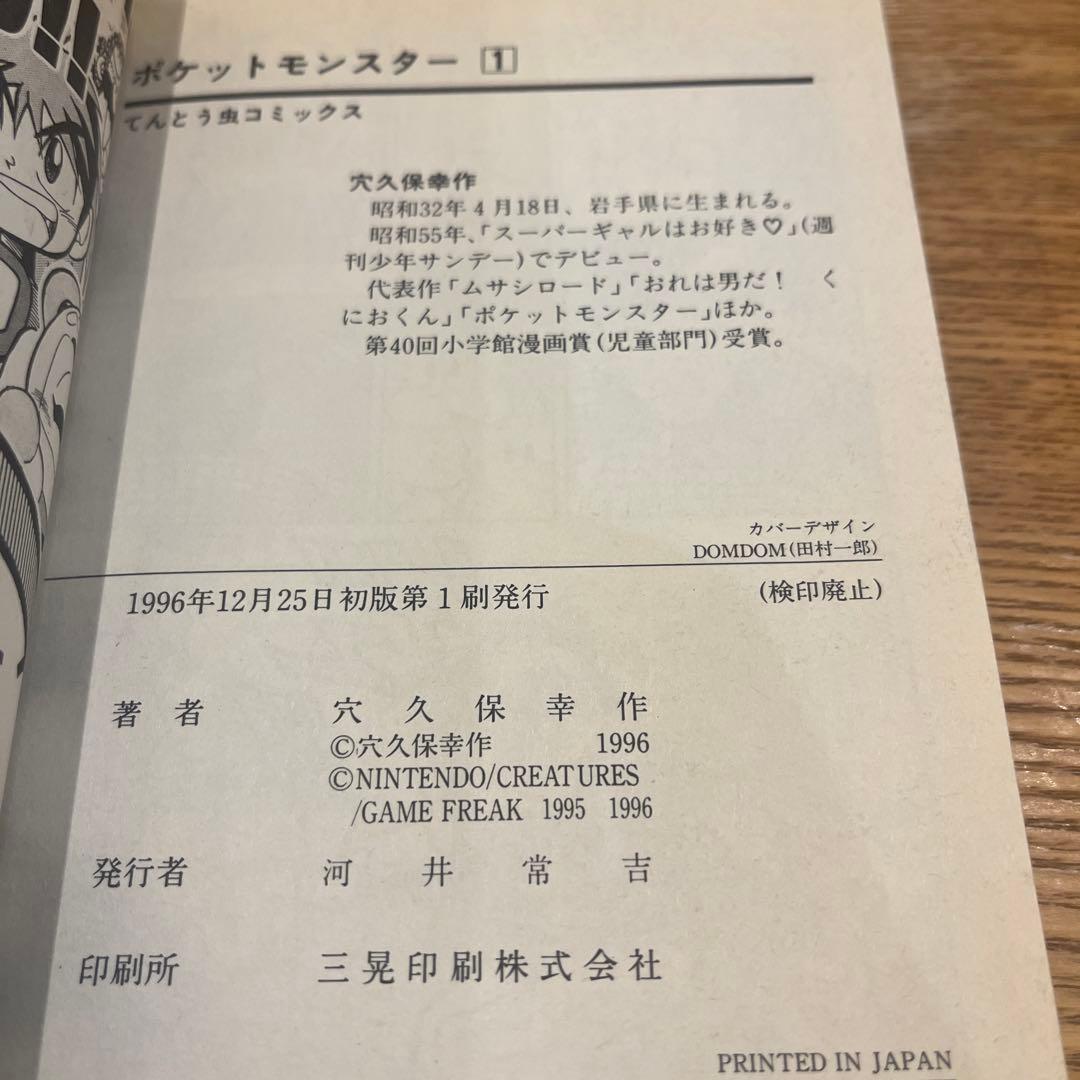 ポケットモンスター 1
てんとう虫コミックス
穴久保幸作
昭和32年4月18日、岩手県に生まれる。
昭和55年、「スーパーギャルはお好き♡」(週
刊少年サンデー)でデビュー。
代表作「ムサシロード」「おれは男だ! く
におくん」「ポケットモンスター」ほか。
第40回小学館漫画賞(児童部門)受賞。
カバーデザイン
DOMDOM(田村一郎)
1996年12月25日初版第1刷発行 (検印廃止)
著者 穴久保幸作
©穴久保幸作 1996
©NINTENDO/CREATURES
/GAME FREAK 1995 1996
発行者 河井常吉
印刷所 三晃印刷株式会社
PRINTED IN JAPAN